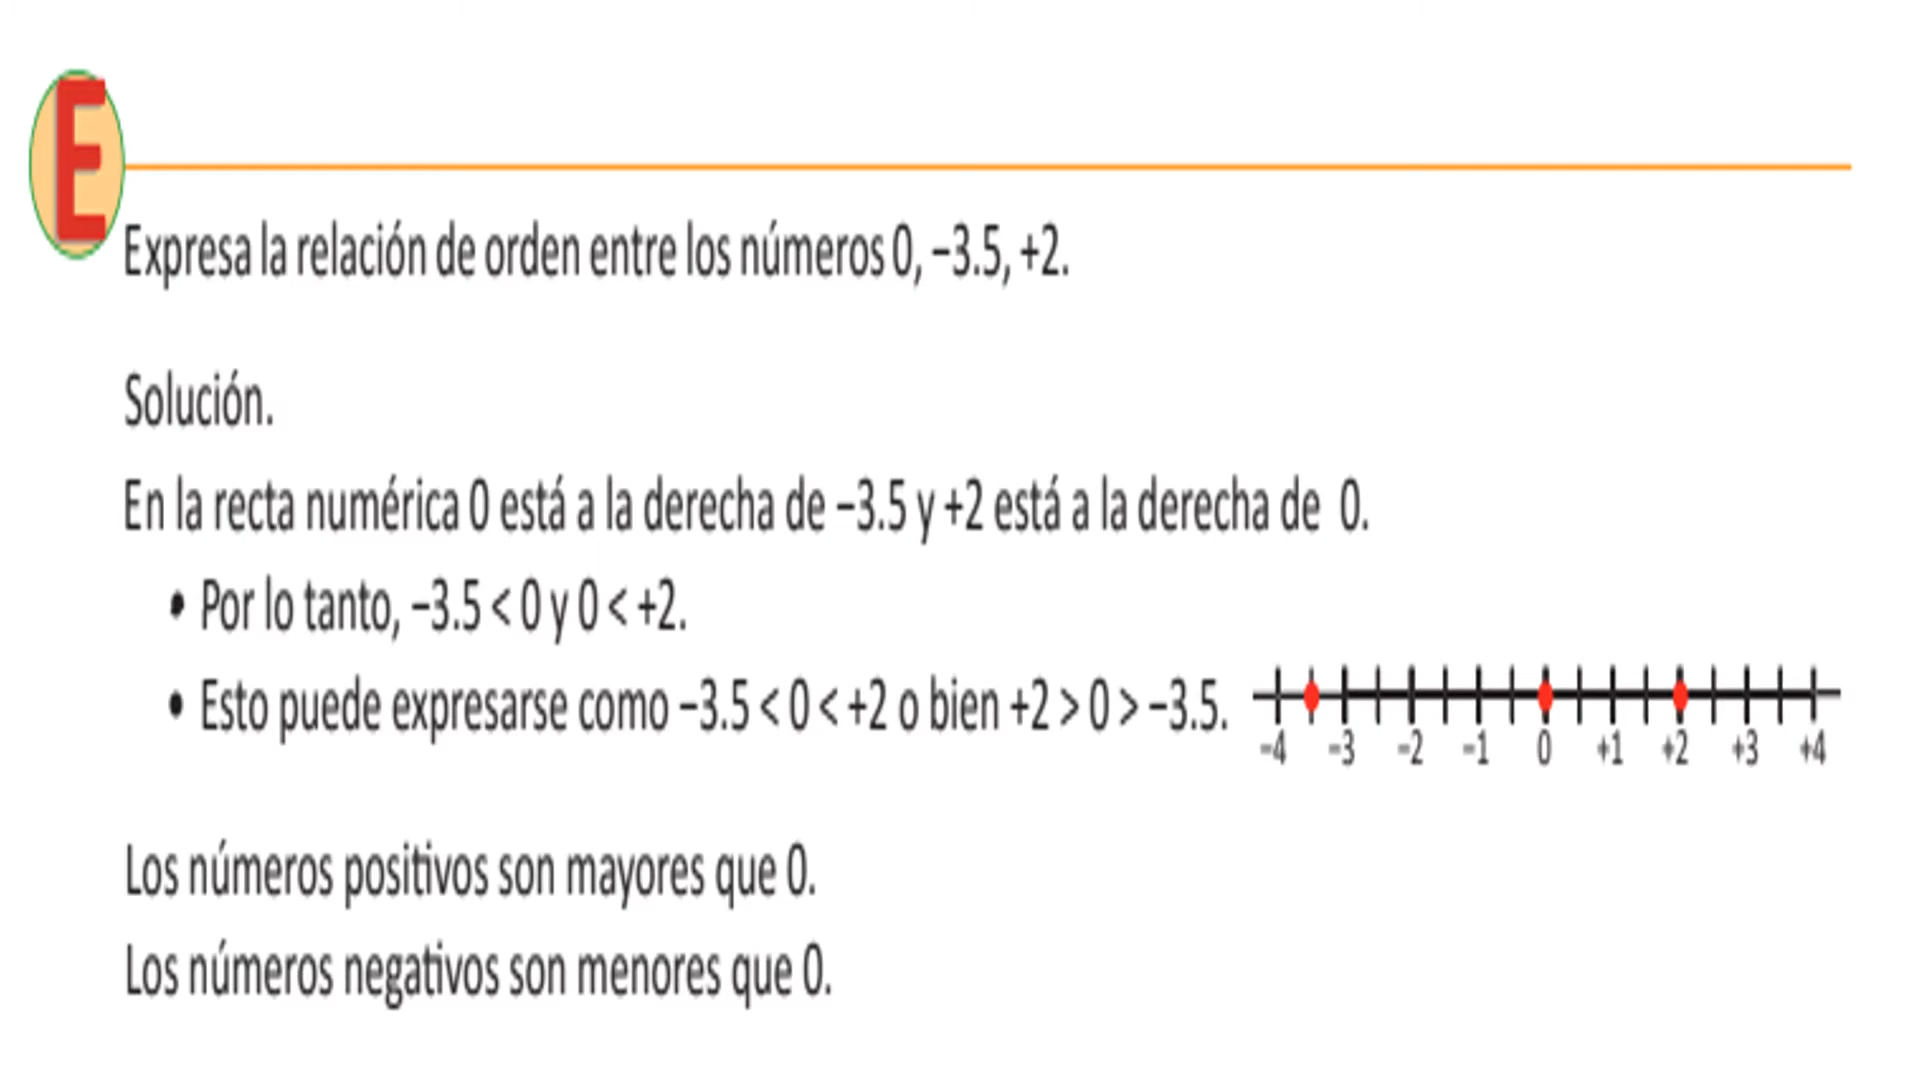 E
Expresa la relación de orden entre los números 0, −3.5, +2.
Solución.
En la recta numérica 0 está a la derecha de −3.5 y +2 está a la derecha de 0.
• Por lo tanto, −3.5 < 0 y 0 < +2.
• Esto puede expresarse como −3.5 < 0 < +2 o bien +2 > 0 > −3.5.
−4 −3 −2 −1 0 +1 +2 +3 +4
Los números positivos son mayores que 0.
Los números negativos son menores que 0.